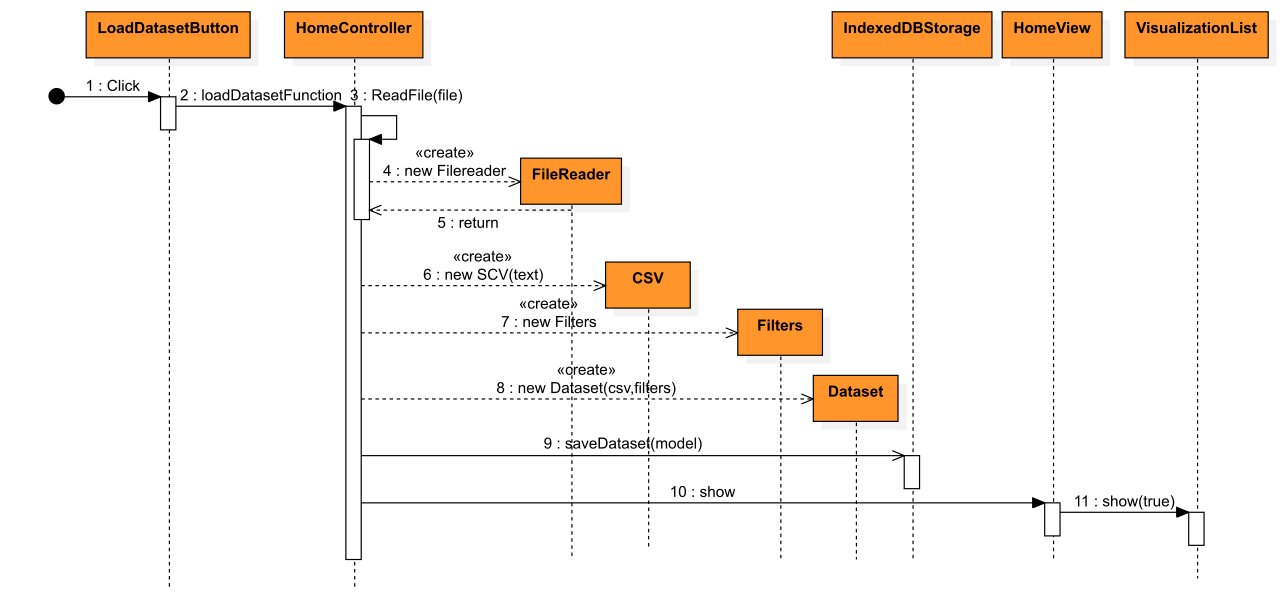 LoadDatasetButton
HomeController
IndexedDBStorage
HomeView
VisualizationList
1 : Click
2 : loadDatasetFunction
3 : ReadFile(file)
«create»
4 : new Filereader
FileReader
5 : return
«create»
6 : new SCV(text)
CSV
«create»
7 : new Filters
Filters
«create»
8 : new Dataset(csv,filters)
Dataset
9 : saveDataset(model)
10 : show
11 : show(true)